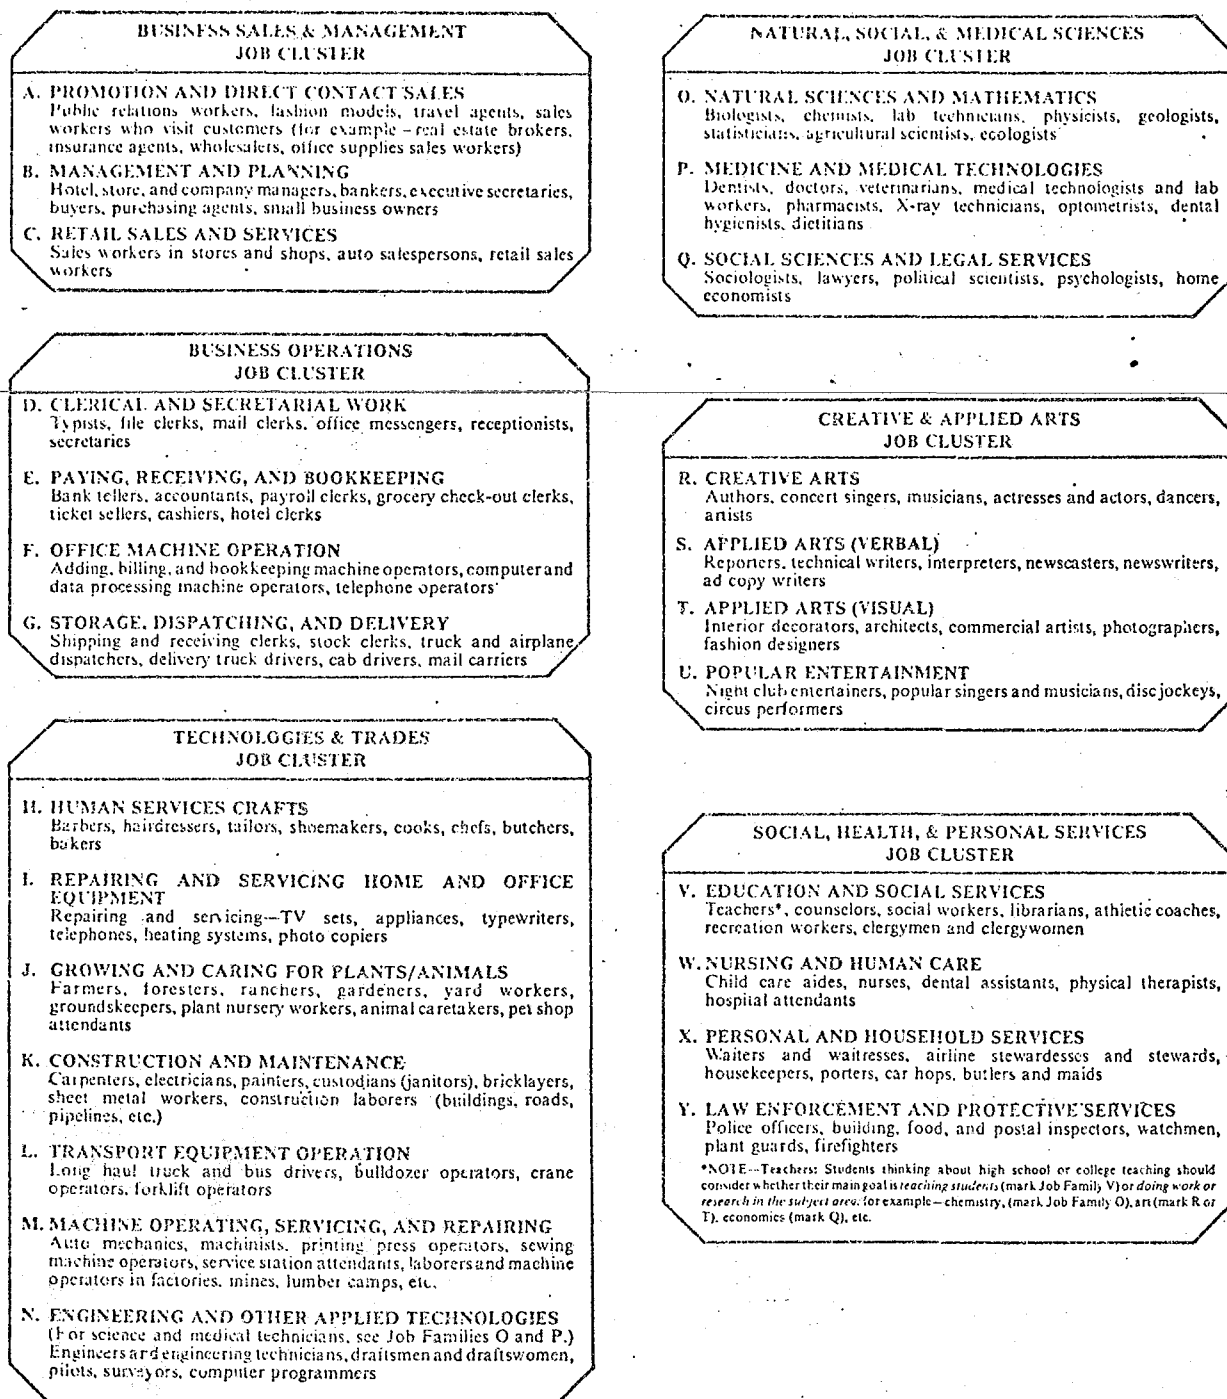 BUSINESS SALES & MANAGEMENT
JOB CLUSTER
A. PROMOTION AND DIRECT CONTACT SALES
Public relations workers, fashion models, travel agents, sales
workers who visit customers (for example – real estate brokers,
insurance agents, wholesalers, office supplies sales workers)
B. MANAGEMENT AND PLANNING
Hotel, store, and company managers, bankers, executive secretaries,
buyers, purchasing agents, small business owners
C. RETAIL SALES AND SERVICES
Sales workers in stores and shops, auto salespersons, retail sales
workers
BUSINESS OPERATIONS
JOB CLUSTER
D. CLERICAL AND SECRETARIAL WORK
Typists, file clerks, mail clerks, office messengers, receptionists,
secretaries
E. PAYING, RECEIVING, AND BOOKKEEPING
Bank tellers, accountants, payroll clerks, grocery check-out clerks,
ticket sellers, cashiers, hotel clerks
F. OFFICE MACHINE OPERATION
Adding, billing, and bookkeeping machine operators, computer and
data processing machine operators, telephone operators
G. STORAGE, DISPATCHING, AND DELIVERY
Shipping and receiving clerks, stock clerks, truck and airplane
dispatchers, delivery truck drivers, cab drivers, mail carriers
TECHNOLOGIES & TRADES
JOB CLUSTER
H. HUMAN SERVICES CRAFTS
Barbers, hairdressers, tailors, shoemakers, cooks, chefs, butchers,
bakers
I. REPAIRING AND SERVICING HOME AND OFFICE
EQUIPMENT
Repairing and servicing—TV sets, appliances, typewriters,
telephones, heating systems, photo copiers
J. GROWING AND CARING FOR PLANTS/ANIMALS
Farmers, foresters, ranchers, gardeners, yard workers,
groundskeepers, plant nursery workers, animal caretakers, pet shop
attendants
K. CONSTRUCTION AND MAINTENANCE
Carpenters, electricians, painters, custodians (janitors), bricklayers,
sheet metal workers, construction laborers (buildings, roads,
pipelines, etc.)
L. TRANSPORT EQUIPMENT OPERATION
Long haul truck and bus drivers, bulldozer operators, crane
operators, forklift operators
M. MACHINE OPERATING, SERVICING, AND REPAIRING
Auto mechanics, machinists, printing press operators, sewing
machine operators, service station attendants, laborers and machine
operators in factories, mines, lumber camps, etc.
N. ENGINEERING AND OTHER APPLIED TECHNOLOGIES
(For science and medical technicians, see Job Families O and P.)
Engineers and engineering technicians, draftsmen and draftswomen,
pilots, surveyors, computer programmers
NATURAL, SOCIAL, & MEDICAL SCIENCES
JOB CLUSTER
O. NATURAL SCIENCES AND MATHEMATICS
Biologists, chemists, lab technicians, physicists, geologists,
statisticians, agricultural scientists, ecologists
P. MEDICINE AND MEDICAL TECHNOLOGIES
Dentists, doctors, veterinarians, medical technologists and lab
workers, pharmacists, X-ray technicians, optometrists, dental
hygienists, dietitians
Q. SOCIAL SCIENCES AND LEGAL SERVICES
Sociologists, lawyers, political scientists, psychologists, home
economists
CREATIVE & APPLIED ARTS
JOB CLUSTER
R. CREATIVE ARTS
Authors, concert singers, musicians, actresses and actors, dancers,
artists
S. APPLIED ARTS (VERBAL)
Reporters, technical writers, interpreters, newscasters, newswriters,
ad copy writers
T. APPLIED ARTS (VISUAL)
Interior decorators, architects, commercial artists, photographers,
fashion designers
U. POPULAR ENTERTAINMENT
Night club entertainers, popular singers and musicians, disc jockeys,
circus performers
SOCIAL, HEALTH, & PERSONAL SERVICES
JOB CLUSTER
V. EDUCATION AND SOCIAL SERVICES
Teachers*, counselors, social workers, librarians, athletic coaches,
recreation workers, clergymen and clergywomen
W. NURSING AND HUMAN CARE
Child care aides, nurses, dental assistants, physical therapists,
hospital attendants
X. PERSONAL AND HOUSEHOLD SERVICES
Waiters and waitresses, airline stewardesses and stewards,
housekeepers, porters, car hops, butlers and maids
Y. LAW ENFORCEMENT AND PROTECTIVE SERVICES
Police officers, building, food, and postal inspectors, watchmen,
plant guards, firefighters
*NOTE—Teachers: Students thinking about high school or college teaching should
consider whether their main goal is teaching students (mark Job Family V) or doing work or
research in the subject area, for example—chemistry, (mark Job Family O), art (mark R or
T), economics (mark Q), etc.